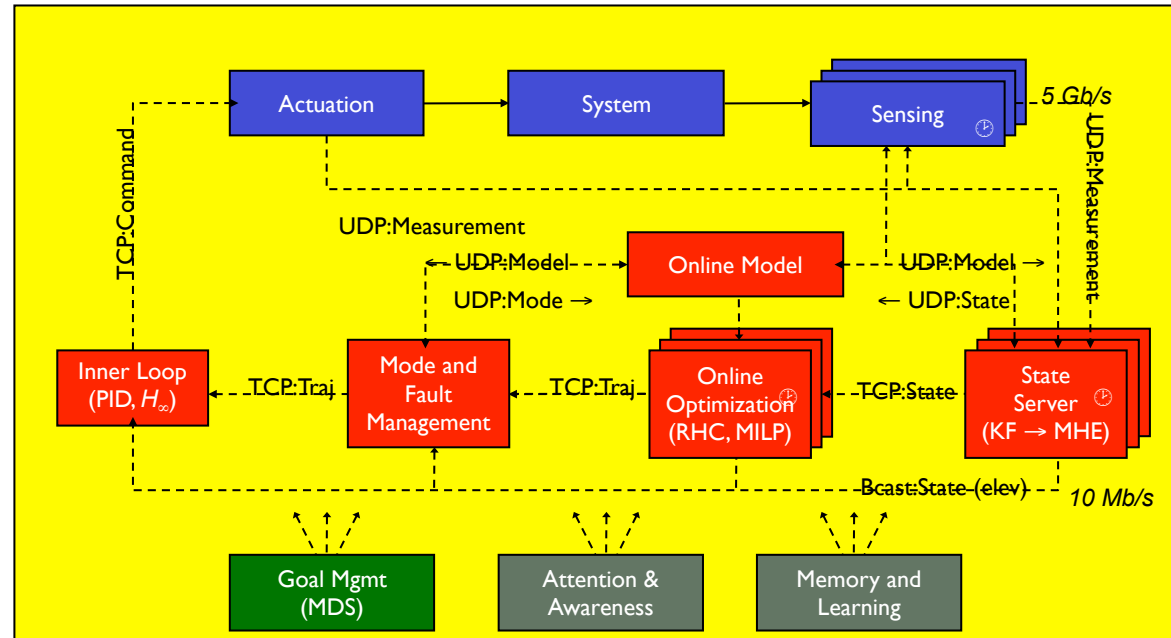 Actuation
System
Sensing
5 Gb/s
TCP:Command
UDP:Measurement
UDP:Measurement
← UDP:Model
Online Model
UDP:Model →
UDP:Mode →
← UDP:State
Inner Loop
(PID, H∞)
TCP:Traj
Mode and
Fault
Management
TCP:Traj
Online
Optimization
(RHC, MILP)
TCP:State
State
Server
(KF → MHE)
Bcast:State (elev)
10 Mb/s
Goal Mgmt
(MDS)
Attention &
Awareness
Memory and
Learning